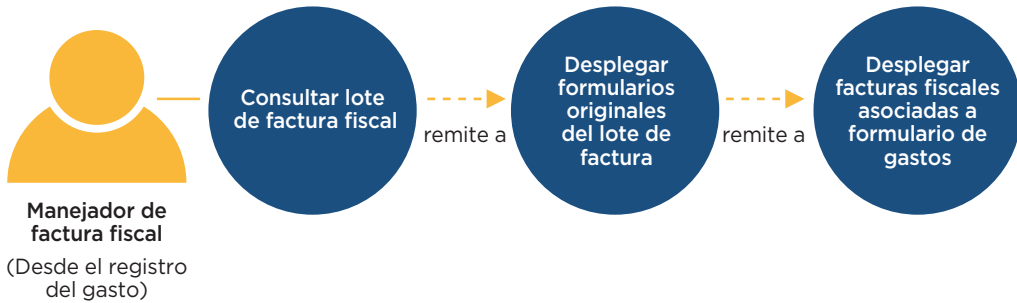 Consultar lote
de factura fiscal
remite a
Desplegar
formularios
originales
del lote de
factura
remite a
Desplegar
facturas fiscales
asociadas a
formulario de
gastos
Manejador de
factura fiscal
(Desde el registro
del gasto)